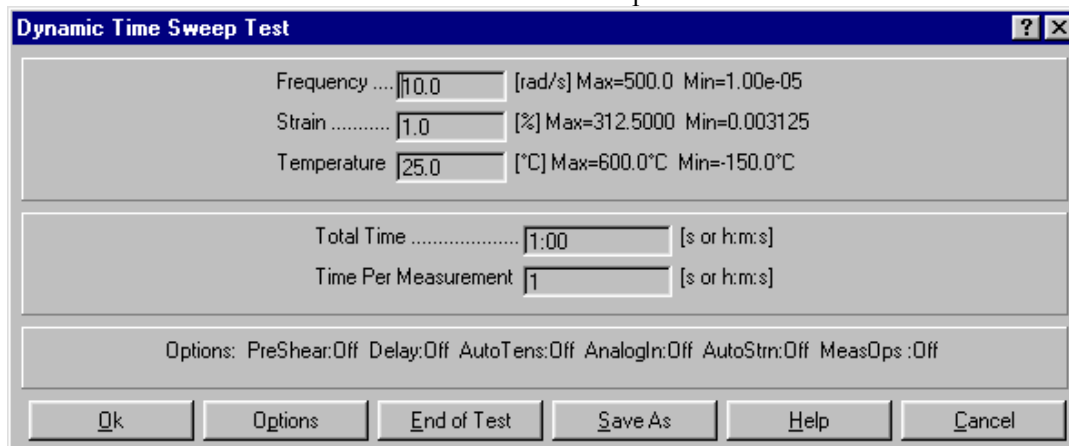 Dynamic Time Sweep Test ? X
Frequency .... 10.0 [rad/s] Max=500.0 Min=1.00e-05
Strain ........... 1.0 [%] Max=312.5000 Min=0.003125
Temperature 25.0 [°C] Max=600.0°C Min=-150.0°C
Total Time .................... 1:00 [s or h:m:s]
Time Per Measurement 1 [s or h:m:s]
Options: PreShear:Off Delay:Off AutoTens:Off AnalogIn:Off AutoStrn:Off MeasOps :Off
Ok Options End of Test Save As Help Cancel